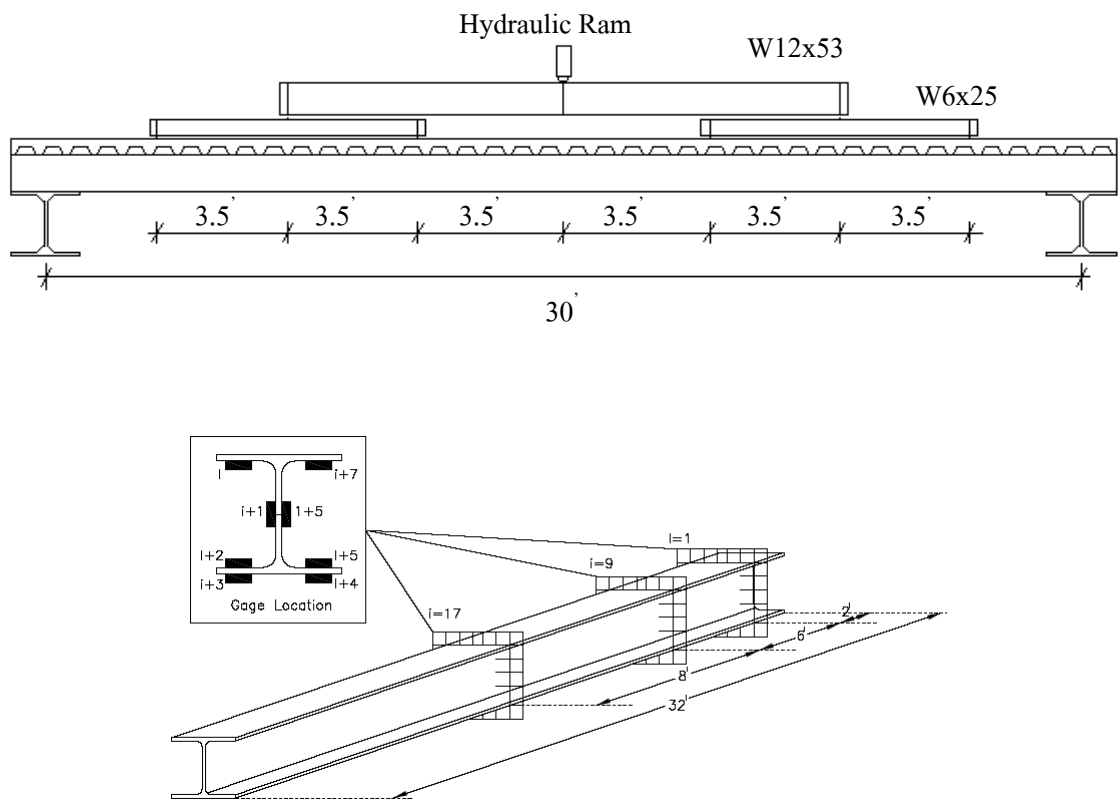 Hydraulic Ram
W12x53
W6x25
3.5' 3.5' 3.5' 3.5' 3.5' 3.5'
30'
I i+7
i+1 1+5
I+2 I+5
i+3 I+4
Gage Location
I=1
i=9
i=17
2'
6'
8'
32'